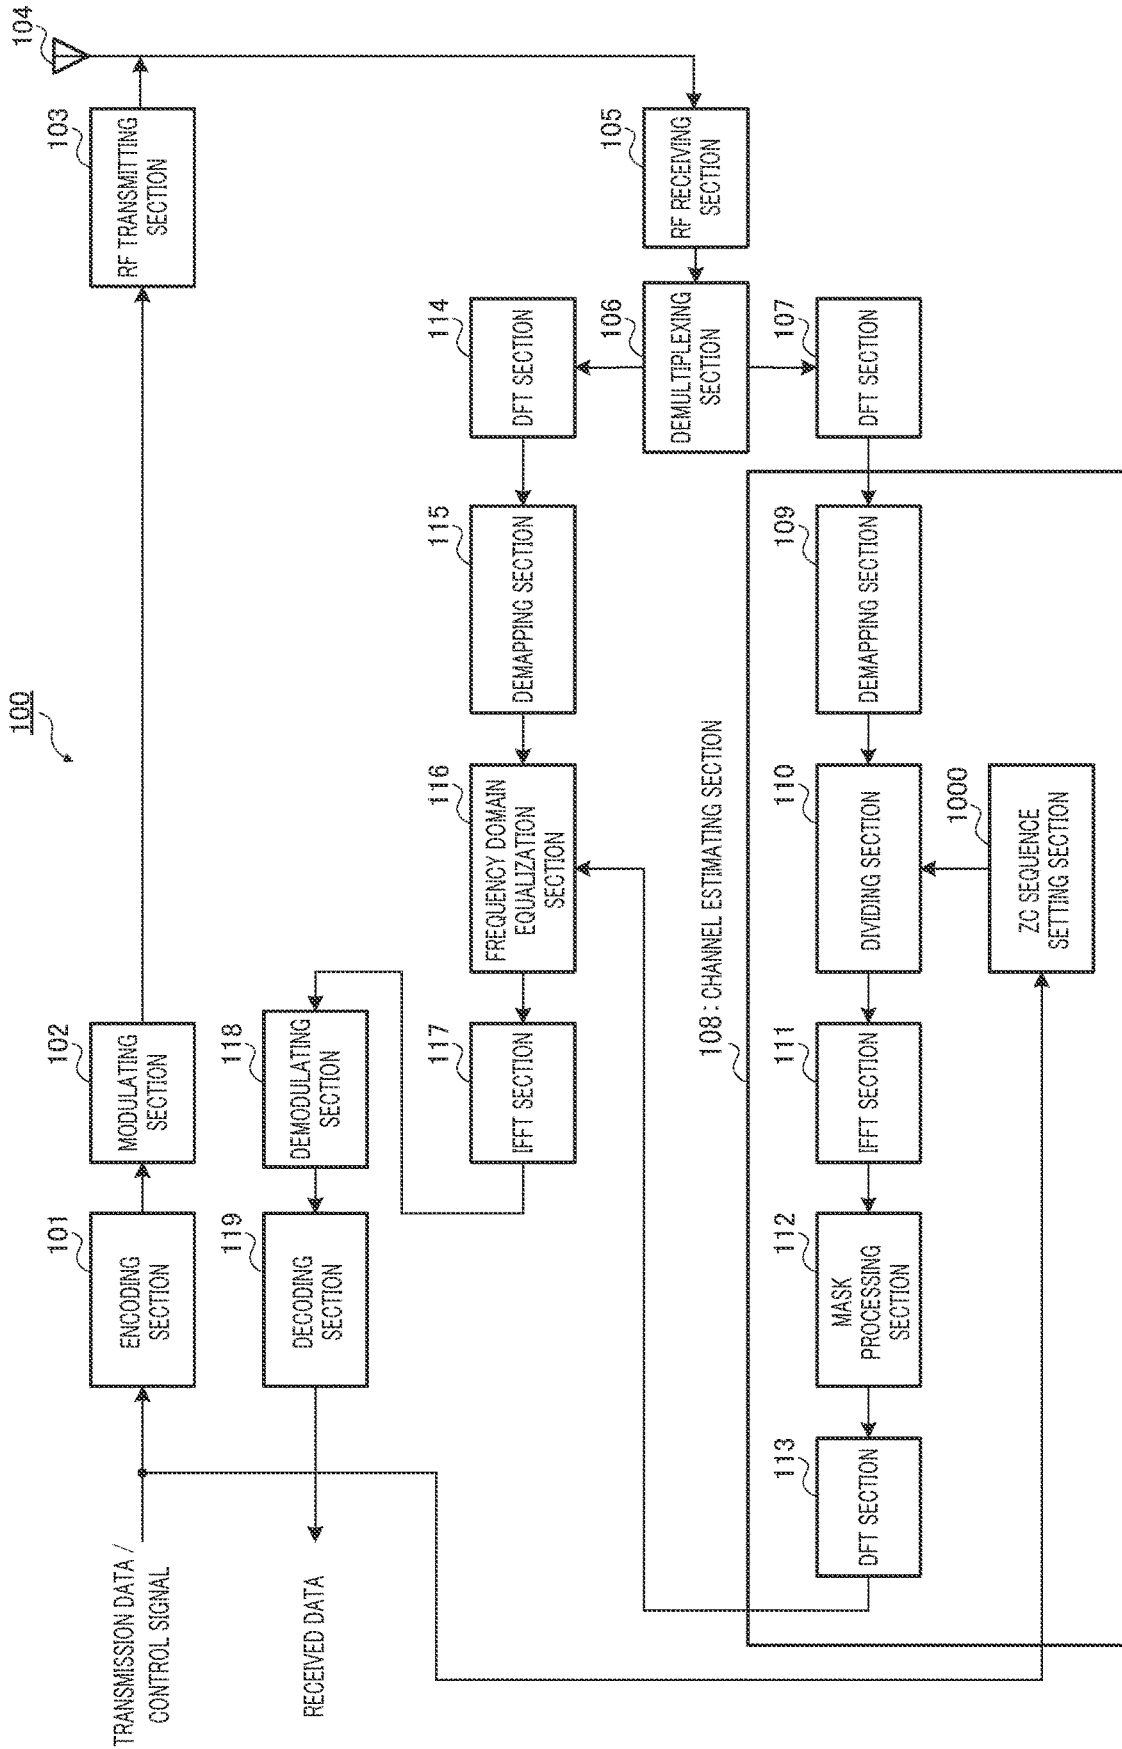 100
TRANSMISSION DATA /
CONTROL SIGNAL
101
ENCODING
SECTION
102
MODULATING
SECTION
103
RF TRANSMITTING
SECTION
104
RECEIVED DATA
119
DECODING
SECTION
118
DEMODULATING
SECTION
117
IFFT SECTION
116
FREQUENCY DOMAIN
EQUALIZATION
SECTION
115
DEMAPPING SECTION
114
DFT SECTION
106
DEMULTIPLEXING
SECTION
105
RF RECEIVING
SECTION
108 : CHANNEL ESTIMATING SECTION
113
DFT SECTION
112
MASK
PROCESSING
SECTION
111
IFFT SECTION
110
DIVIDING SECTION
109
DEMAPPING SECTION
107
DFT SECTION
1000
ZC SEQUENCE
SETTING SECTION